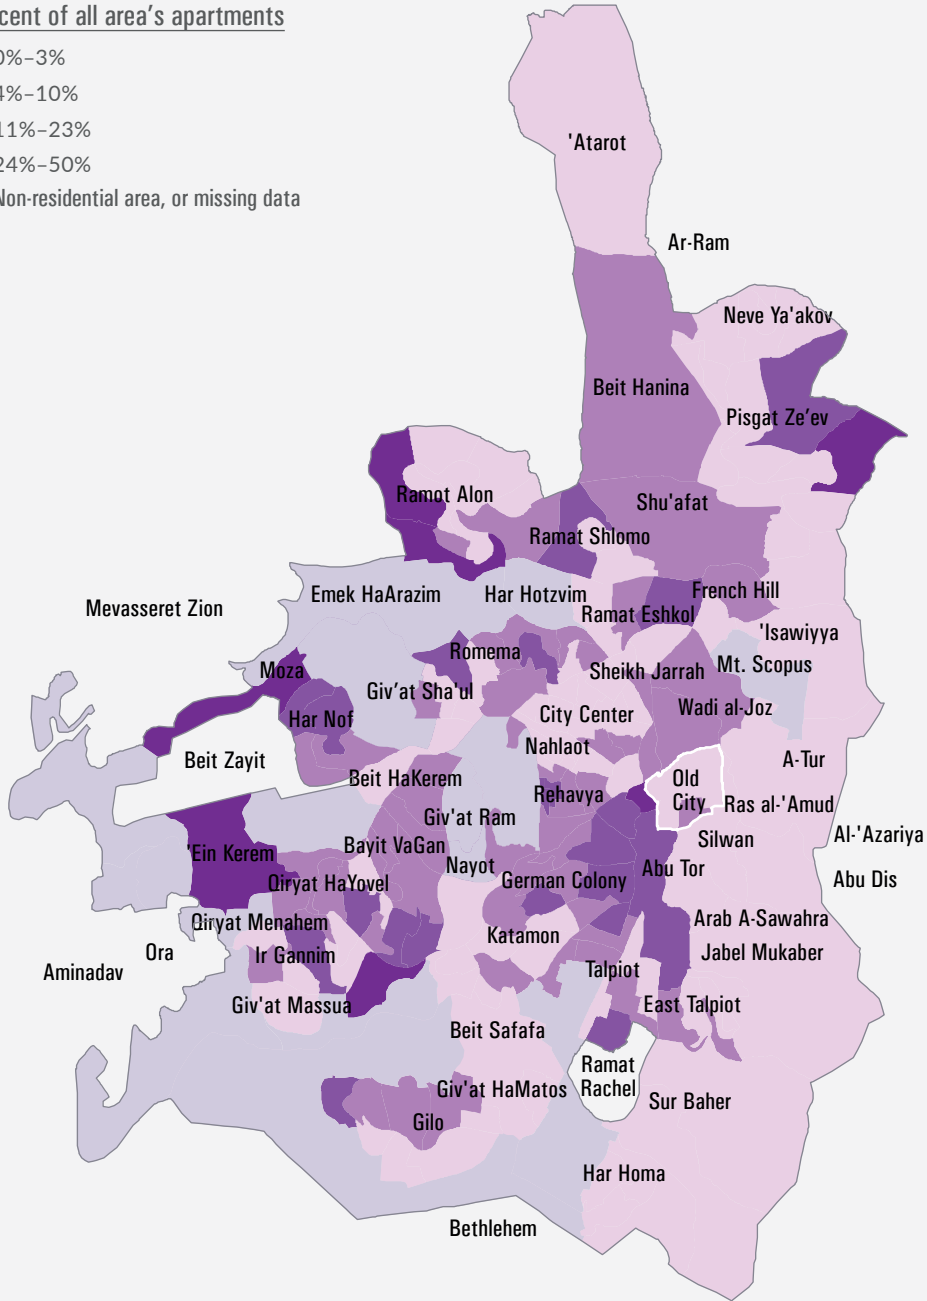 cent of all area's apartments
0%–3%
4%–10%
11%–23%
24%–50%
Non-residential area, or missing data
'Atarot
Ar-Ram
Neve Ya'akov
Beit Hanina
Pisgat Ze'ev
Ramot Alon
Shu'afat
Ramat Shlomo
Emek HaArazim
Har Hotzvim
French Hill
Mevasseret Zion
Ramat Eshkol
'Isawiyya
Romema
Moza
Sheikh Jarrah
Mt. Scopus
Giv'at Sha'ul
Har Nof
City Center
Wadi al-Joz
Nahlaot
Beit Zayit
A-Tur
Beit HaKerem
Old
City
Rehavya
Ras al-'Amud
Giv'at Ram
Al-'Azariya
Silwan
'Ein Kerem
Bayit VaGan
Nayot
Abu Tor
Qiryat HaYovel
German Colony
Abu Dis
Qiryat Menahem
Arab A-Sawahra
Katamon
Ora
Ir Gannim
Jabel Mukaber
Aminadav
Talpiot
Giv'at Massua
East Talpiot
Beit Safafa
Ramat
Rachel
Giv'at HaMatos
Sur Baher
Gilo
Har Homa
Bethlehem